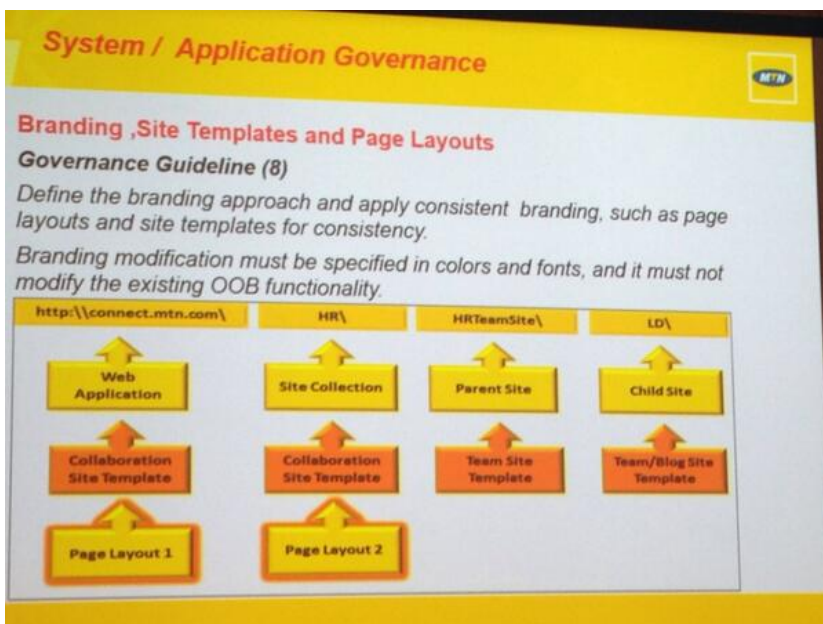 System / Application Governance
MTN
Branding ,Site Templates and Page Layouts
Governance Guideline (8)
Define the branding approach and apply consistent branding, such as page
layouts and site templates for consistency.
Branding modification must be specified in colors and fonts, and it must not
modify the existing OOB functionality.
http:\\connect.mtn.com\
HR\
HRTeamSite\
LD\
Web
Application
Site Collection
Parent Site
Child Site
Collaboration
Site Template
Collaboration
Site Template
Team Site
Template
Team/Blog Site
Template
Page Layout 1
Page Layout 2